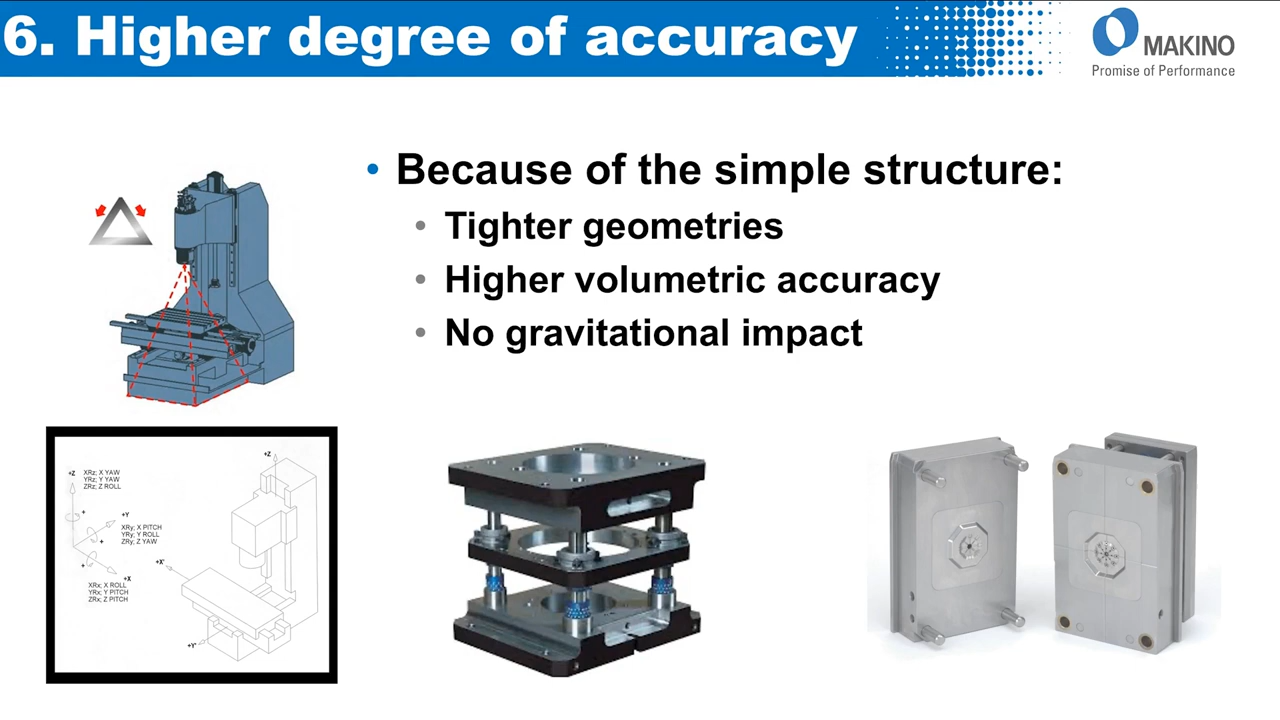 6. Higher degree of accuracy
MAKINO
Promise of Performance
• Because of the simple structure:
• Tighter geometries
• Higher volumetric accuracy
• No gravitational impact
+Z
XRz; X YAW
YRz; Y YAW
ZRz; Z ROLL
+
+Y
XRy; X PITCH
YRy; Y ROLL
ZRy; Z YAW
+
+
+X
XRx; X ROLL
YRx; Y PITCH
ZRx; Z PITCH
+Z
+X'
+Y'